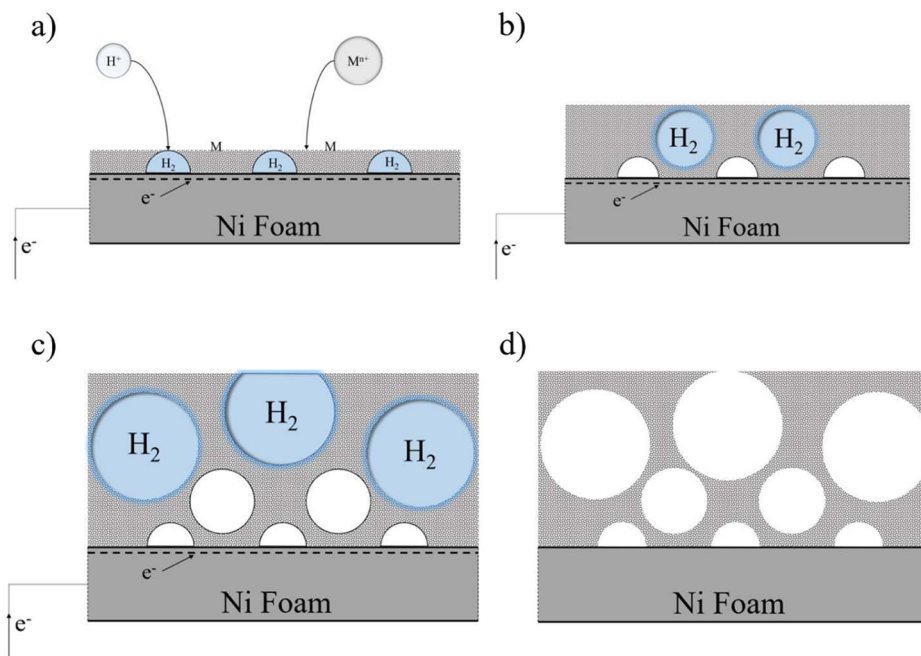 a)
H⁺
Mⁿ⁺
M
M
H₂
H₂
H₂
e⁻
Ni Foam
e⁻
b)
H₂
H₂
e⁻
Ni Foam
e⁻
c)
H₂
H₂
H₂
e⁻
Ni Foam
e⁻
d)
Ni Foam